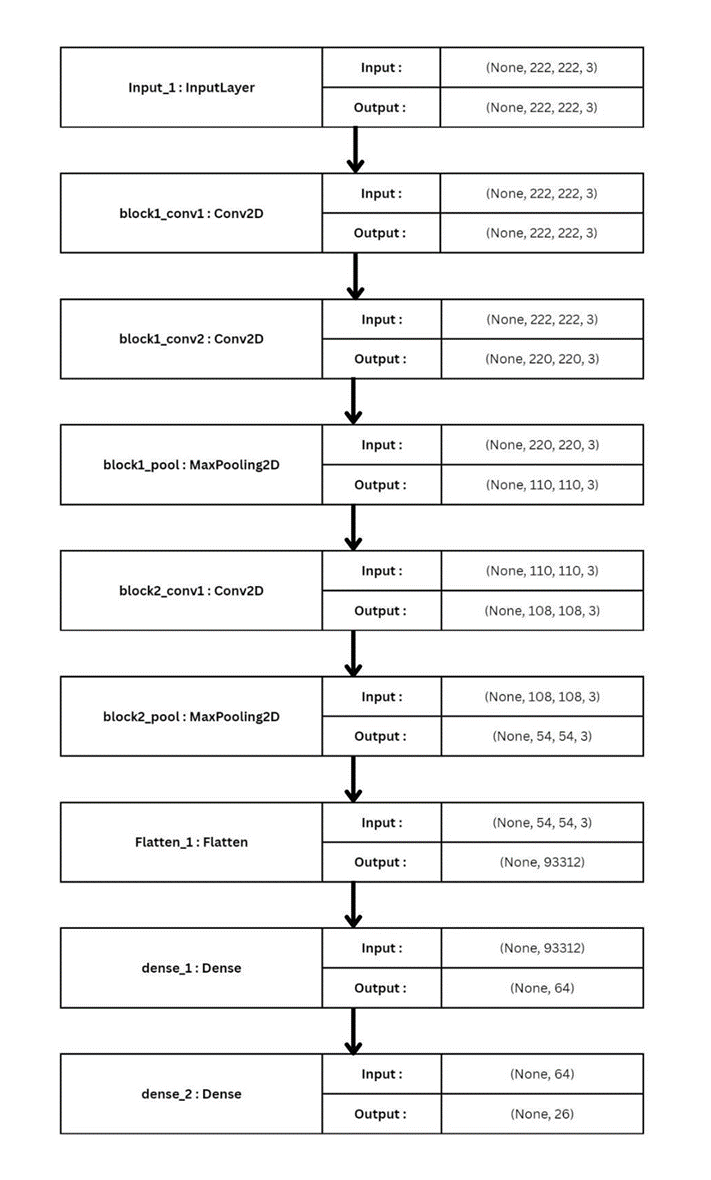 Input_1 : InputLayer
Input :
(None, 222, 222, 3)
Output :
(None, 222, 222, 3)
block1_conv1 : Conv2D
Input :
(None, 222, 222, 3)
Output :
(None, 222, 222, 3)
block1_conv2 : Conv2D
Input :
(None, 222, 222, 3)
Output :
(None, 220, 220, 3)
block1_pool : MaxPooling2D
Input :
(None, 220, 220, 3)
Output :
(None, 110, 110, 3)
block2_conv1 : Conv2D
Input :
(None, 110, 110, 3)
Output :
(None, 108, 108, 3)
block2_pool : MaxPooling2D
Input :
(None, 108, 108, 3)
Output :
(None, 54, 54, 3)
Flatten_1 : Flatten
Input :
(None, 54, 54, 3)
Output :
(None, 93312)
dense_1 : Dense
Input :
(None, 93312)
Output :
(None, 64)
dense_2 : Dense
Input :
(None, 64)
Output :
(None, 26)